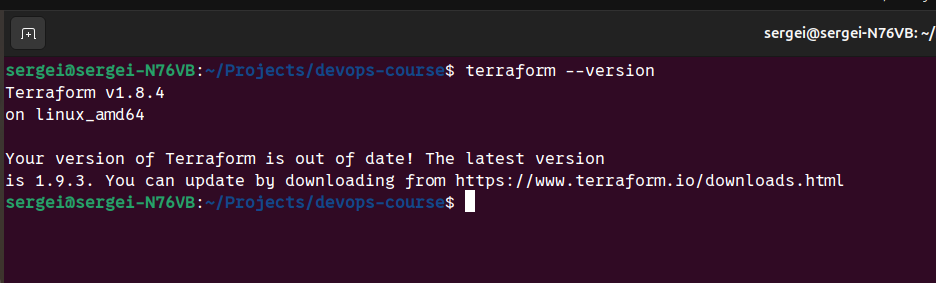 sergei@sergei-N76VB: ~/
sergei@sergei-N76VB:~/Projects/devops-course$ terraform --version
Terraform v1.8.4
on linux_amd64
Your version of Terraform is out of date! The latest version
is 1.9.3. You can update by downloading from https://www.terraform.io/downloads.html
sergei@sergei-N76VB:~/Projects/devops-course$